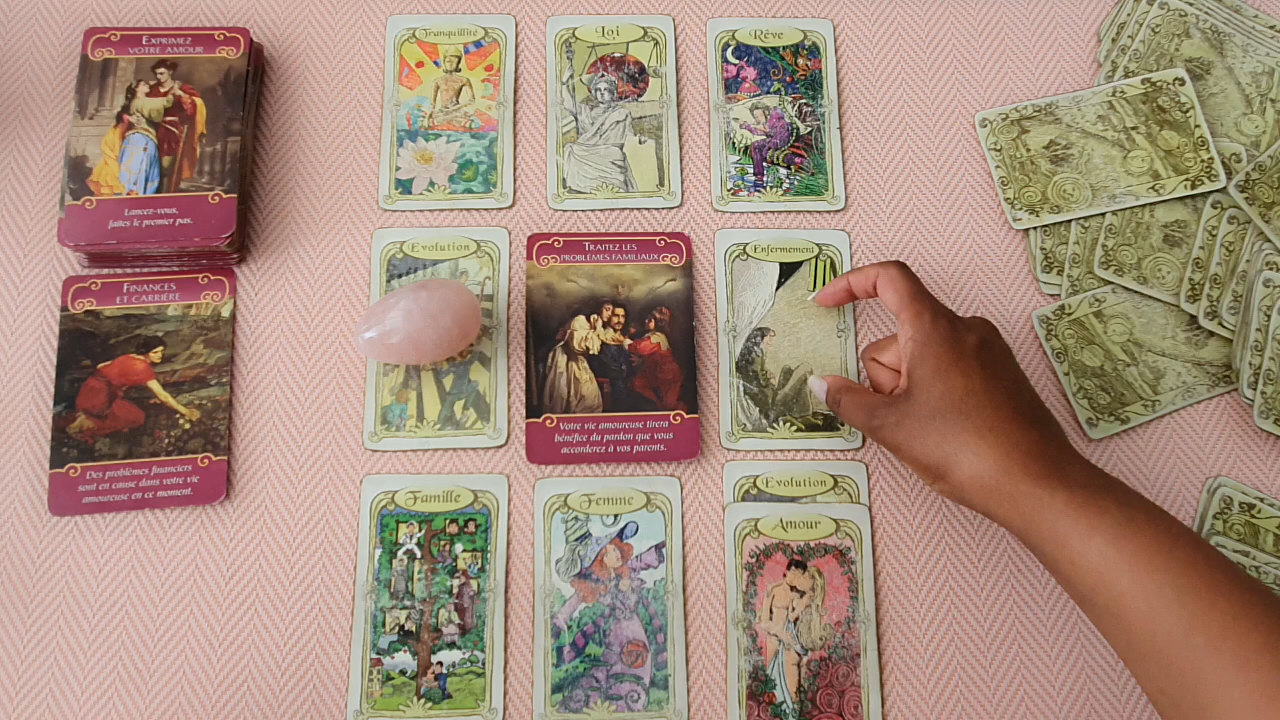 EXPRIMEZ
VOTRE AMOUR
Lancez-vous,
faites le premier pas.
FINANCES
ET CARRIÈRE
Des problèmes financiers
sont en cause dans votre vie
amoureuse en ce moment.
Tranquillité
Loi
Rêve
Evolution
TRAITEZ LES
PROBLÈMES FAMILIAUX
Votre vie amoureuse tirera
bénéfice du pardon que vous
accorderez à vos parents.
Enfermement
Famille
Femme
Evolution
Amour